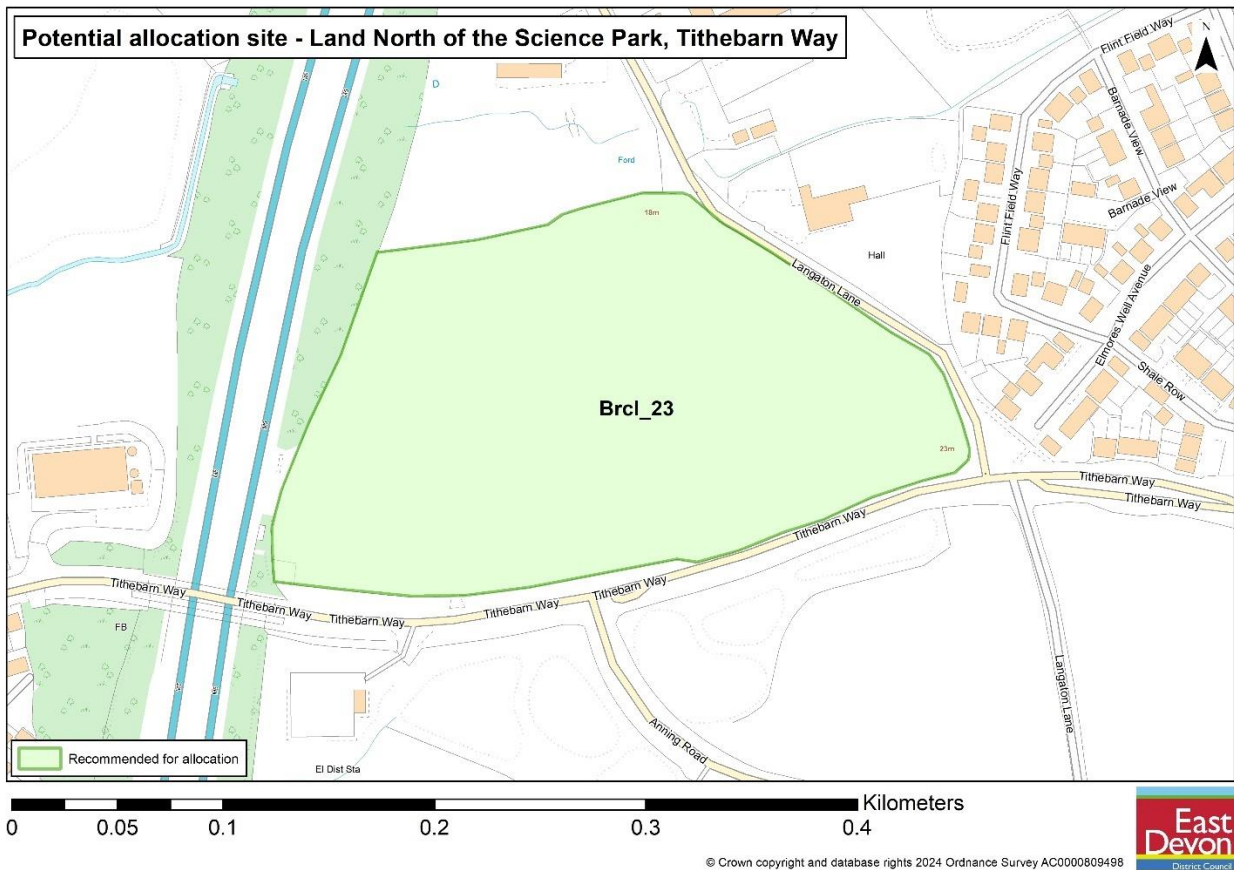 Potential allocation site - Land North of the Science Park, Tithebarn Way
N
Flint Field Way
Barnade View
D
Ford
18m
Hall
Flint Field Way
Barnade View
Langaton Lane
Elmores Well Avenue
Shale Row
Brcl_23
23m
Tithebarn Way
Tithebarn Way
Tithebarn Way
Tithebarn Way
Tithebarn Way
Tithebarn Way
Tithebarn Way
Tithebarn Way
FB
Langaton Lane
Anning Road
El Dist Sta
Recommended for allocation
Kilometers
0 0.05 0.1 0.2 0.3 0.4
East
Devon
District Council
© Crown copyright and database rights 2024 Ordnance Survey AC0000809498